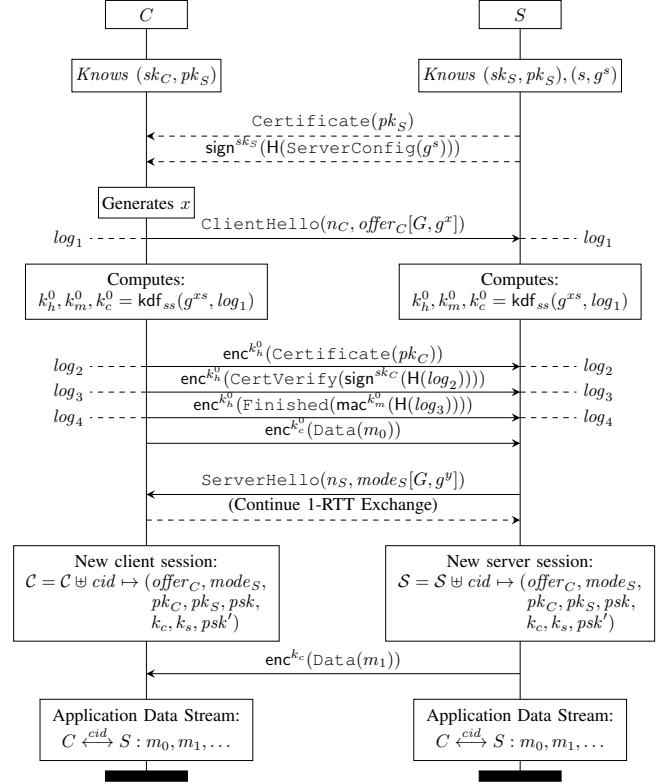 C S
Knows (sk_C, pk_S) Knows (sk_S, pk_S), (s, g^s)
Certificate(pk_S)
sign^{sk_S}(H(ServerConfig(g^s)))
Generates x
log_1 ClientHello(n_C, offer_C[G, g^x]) log_1
Computes: Computes:
k_h^0, k_m^0, k_c^0 = kdf_{ss}(g^{xs}, log_1) k_h^0, k_m^0, k_c^0 = kdf_{ss}(g^{xs}, log_1)
log_2 enc^{k_h^0}(Certificate(pk_C)) log_2
log_3 enc^{k_h^0}(CertVerify(sign^{sk_C}(H(log_2)))) log_3
log_4 enc^{k_h^0}(Finished(mac^{k_m^0}(H(log_3)))) log_4
enc^{k_c^0}(Data(m_0))
ServerHello(n_S, mode_S[G, g^y])
(Continue 1-RTT Exchange)
New client session: New server session:
𝒞 = 𝒞 ⊎ cid ↦ (offer_C, mode_S, 𝒮 = 𝒮 ⊎ cid ↦ (offer_C, mode_S,
pk_C, pk_S, psk, pk_C, pk_S, psk,
k_c, k_s, psk′) k_c, k_s, psk′)
enc^{k_c}(Data(m_1))
Application Data Stream: Application Data Stream:
C ⟷^{cid} S : m_0, m_1, … C ⟷^{cid} S : m_0, m_1, …